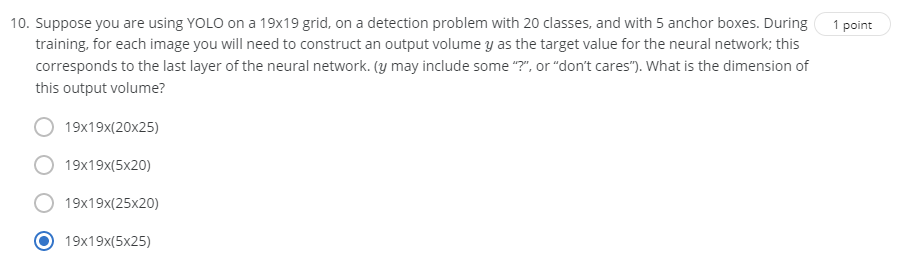 10. Suppose you are using YOLO on a 19x19 grid, on a detection problem with 20 classes, and with 5 anchor boxes. During
1 point
training, for each image you will need to construct an output volume y as the target value for the neural network; this
corresponds to the last layer of the neural network. (y may include some “?”, or “don’t cares”). What is the dimension of
this output volume?
19x19x(20x25)
19x19x(5x20)
19x19x(25x20)
19x19x(5x25)